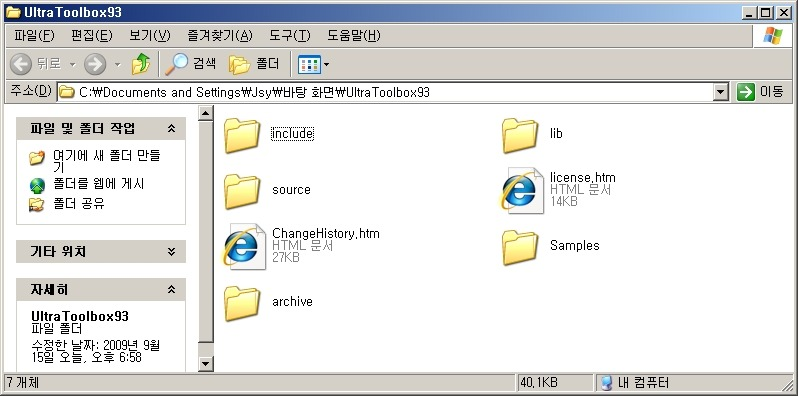 UltraToolbox93
파일(F) 편집(E) 보기(V) 즐겨찾기(A) 도구(T) 도움말(H)
뒤로 검색 폴더
주소(D) C:₩Documents and Settings₩Jsy₩바탕 화면₩UltraToolbox93 이동
파일 및 폴더 작업
여기에 새 폴더 만들
기
폴더를 웹에 게시
폴더 공유
기타 위치
자세히
UltraToolbox93
파일 폴더
수정한 날짜: 2009년 9월
15일 오늘, 오후 6:58
include
lib
source
license.htm
HTML 문서
14KB
ChangeHistory.htm
HTML 문서
27KB
Samples
archive
7 개체 40.1KB 내 컴퓨터